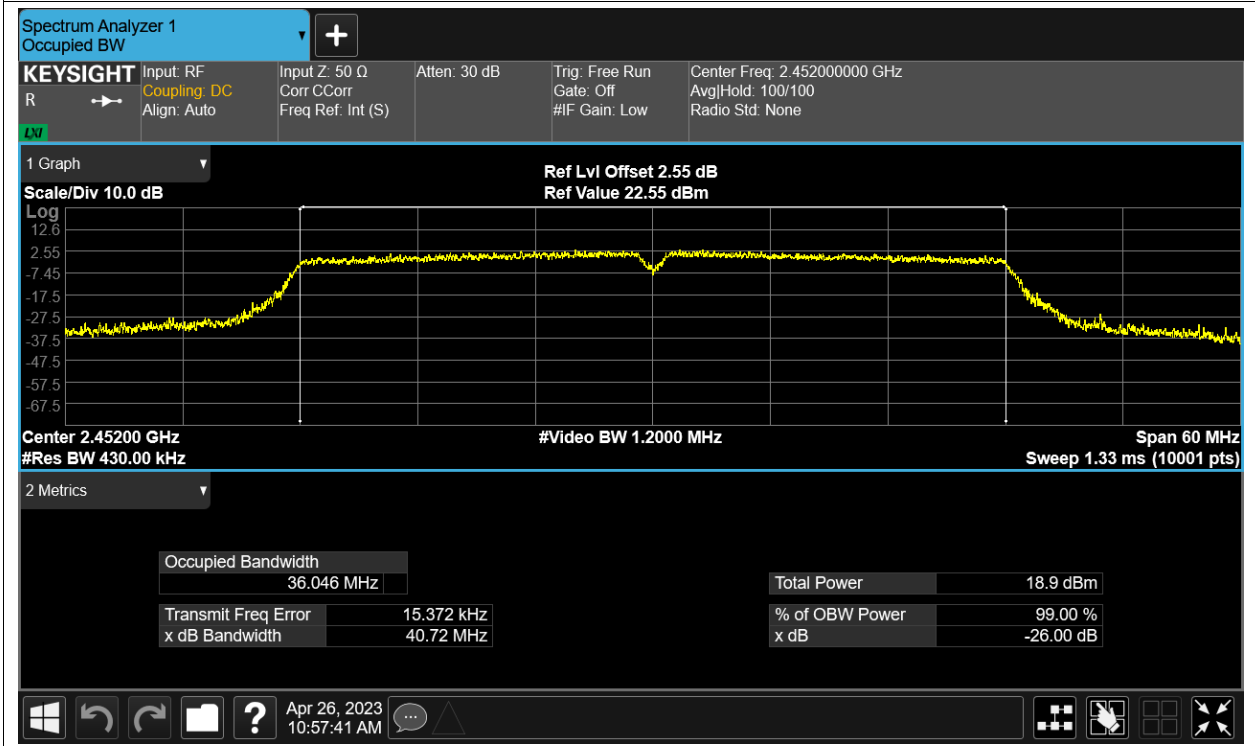 Spectrum Analyzer 1
Occupied BW
▼
+
KEYSIGHT
R
LXI
Input: RF
Coupling: DC
Align: Auto
Input Z: 50 Ω
Corr CCorr
Freq Ref: Int (S)
Atten: 30 dB
Trig: Free Run
Gate: Off
#IF Gain: Low
Center Freq: 2.452000000 GHz
Avg|Hold: 100/100
Radio Std: None
1 Graph ▼
Scale/Div 10.0 dB
Ref Lvl Offset 2.55 dB
Ref Value 22.55 dBm
Log
12.6
2.55
-7.45
-17.5
-27.5
-37.5
-47.5
-57.5
-67.5
Center 2.45200 GHz
#Res BW 430.00 kHz
#Video BW 1.2000 MHz
Span 60 MHz
Sweep 1.33 ms (10001 pts)
2 Metrics ▼
Occupied Bandwidth
36.046 MHz
Transmit Freq Error 15.372 kHz
x dB Bandwidth 40.72 MHz
Total Power 18.9 dBm
% of OBW Power 99.00 %
x dB -26.00 dB
?
Apr 26, 2023
10:57:41 AM